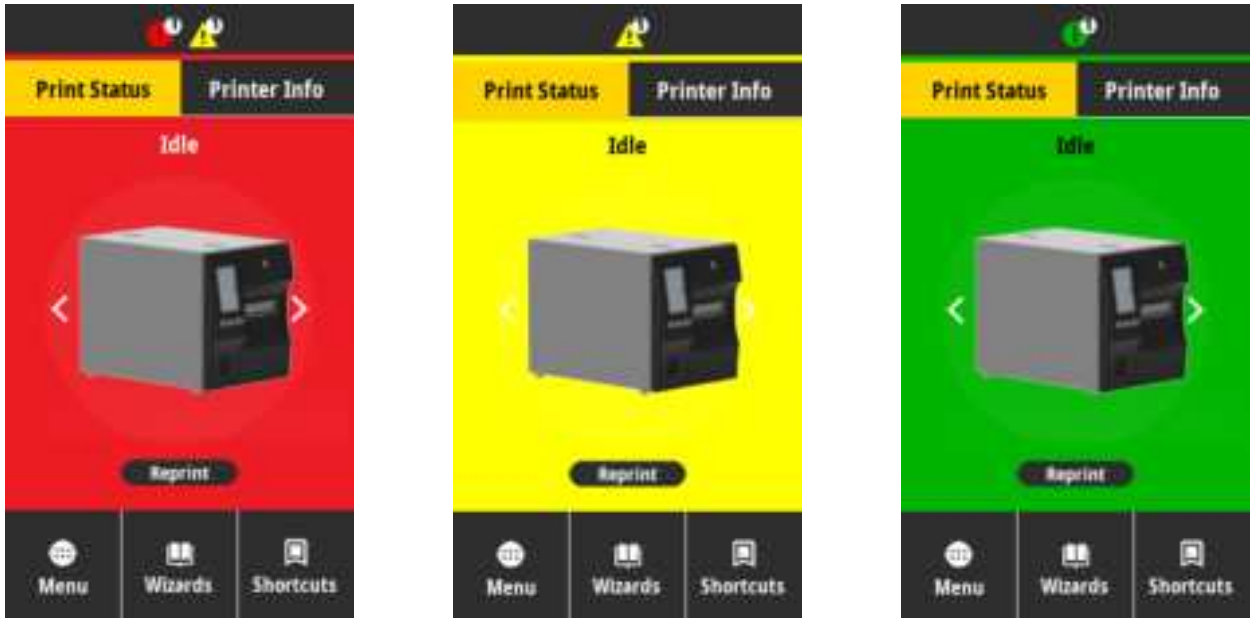 Print Status Printer Info
Idle
Reprint
Menu Wizards Shortcuts
Print Status Printer Info
Idle
Reprint
Menu Wizards Shortcuts
Print Status Printer Info
Idle
Reprint
Menu Wizards Shortcuts